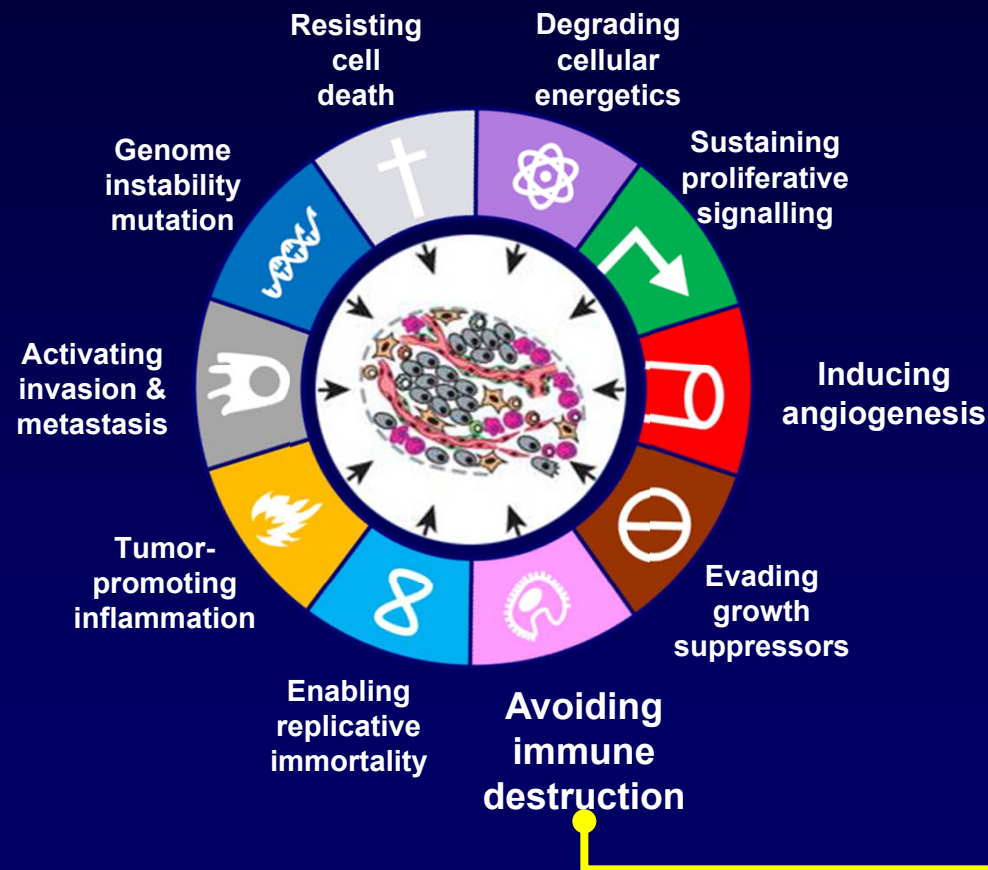 Resisting
cell
death
Degrading
cellular
energetics
Sustaining
proliferative
signalling
Genome
instability
mutation
Activating
invasion &
metastasis
Inducing
angiogenesis
Tumor-
promoting
inflammation
Evading
growth
suppressors
Enabling
replicative
immortality
Avoiding
immune
destruction